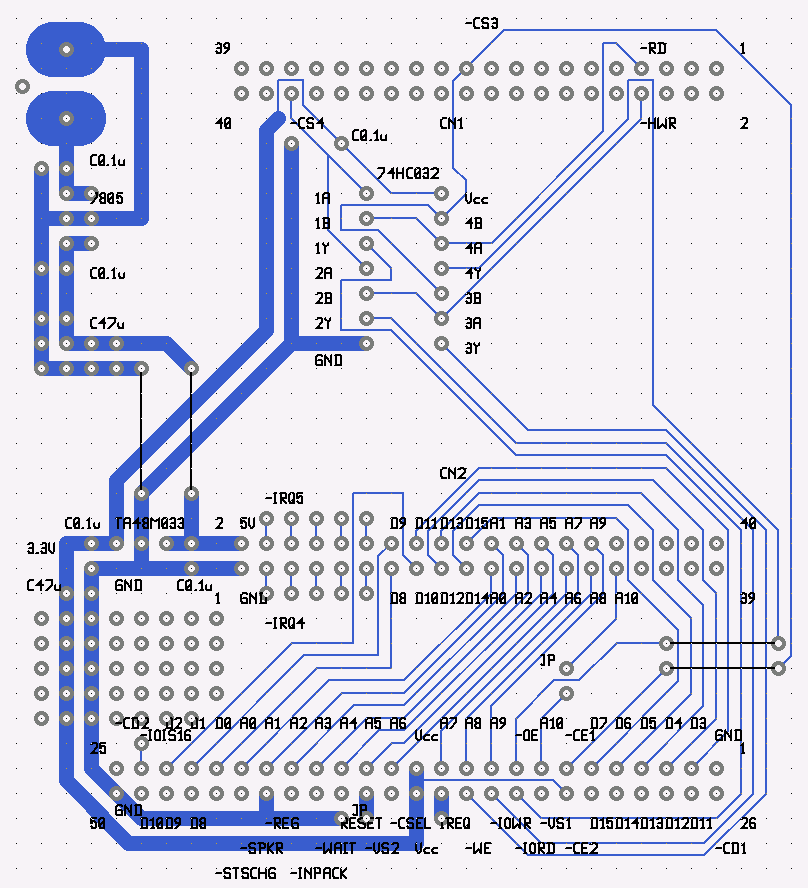 -CS3
39 -RD 1
40 -CS4 C0.1u CN1 -HWR 2
C0.1u 74HC032
7805 1A Vcc
1B 4B
1Y 4A
C0.1u 2A 4Y
2B 3B
C47u 2Y 3A
GND 3Y
CN2
-IRQ5
C0.1u TA48M033 2 5V D9 D11 D13 D15 A1 A3 A5 A7 A9 40
3.3V
C47u GND C0.1u
1 GND D8 D10 D12 D14 A0 A2 A4 A6 A8 A10 39
-IRQ4
JP
-CD2 D2 D1 D0 A0 A1 A2 A3 A4 A5 A6 A7 A8 A9 A10 D7 D6 D5 D4 D3
-IOIS16 Vcc -OE -CE1 GND
25 1
GND JP
50 D10 D9 D8 -REG RESET -CSEL IREQ -IOWR -VS1 D15 D14 D13 D12 D11 26
-SPKR -WAIT -VS2 Vcc -WE -IORD -CE2 -CD1
-STSCHG -INPACK